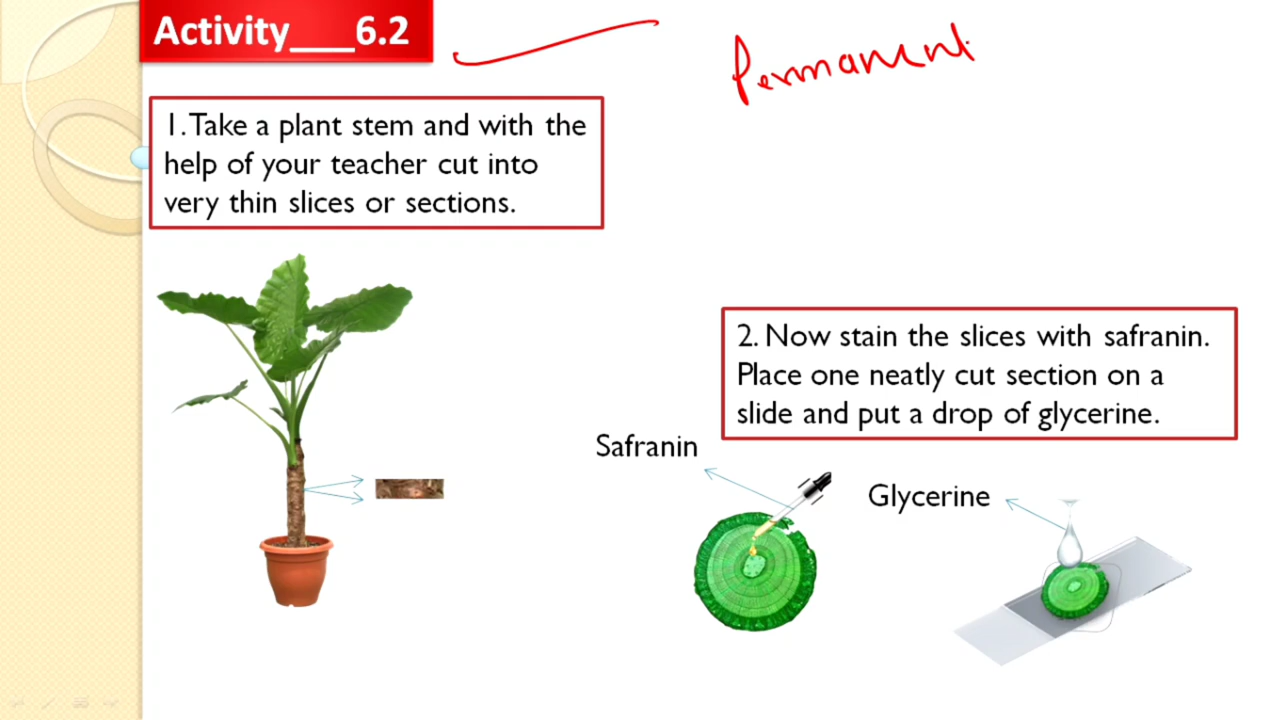 Activity___6.2
Permanent
1. Take a plant stem and with the
help of your teacher cut into
very thin slices or sections.
2. Now stain the slices with safranin.
Place one neatly cut section on a
slide and put a drop of glycerine.
Safranin
Glycerine